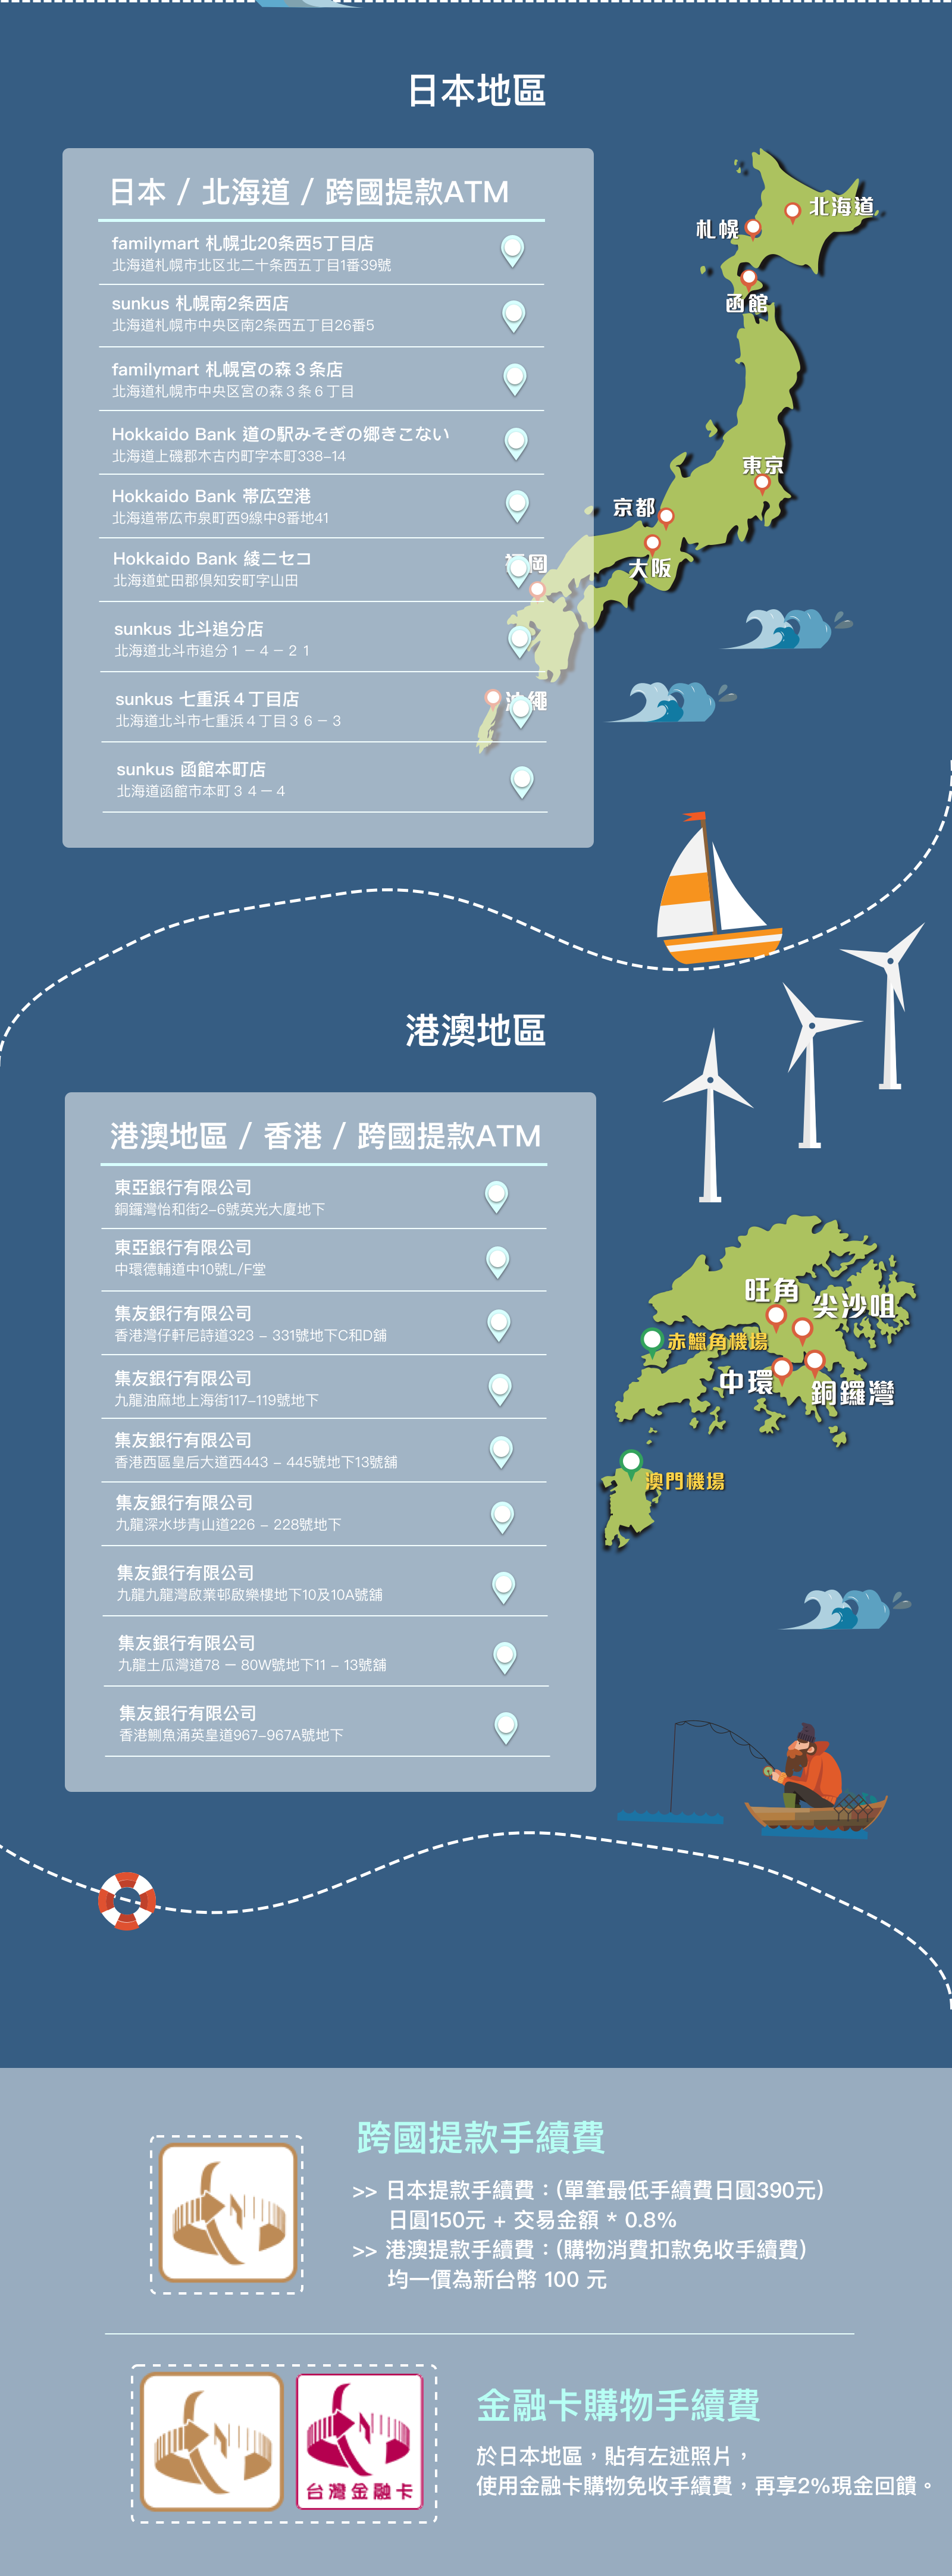 日本地區
日本 / 北海道 / 跨國提款ATM
familymart 札幌北20条西5丁目店
北海道札幌市北区北二十条西五丁目1番39號
sunkus 札幌南2条西店
北海道札幌市中央区南2条西五丁目26番5
familymart 札幌宮の森３条店
北海道札幌市中央区宮の森３条６丁目
Hokkaido Bank 道の駅みそぎの郷きこない
北海道上磯郡木古内町字本町338-14
Hokkaido Bank 帯広空港
北海道帯広市泉町西9線中8番地41
Hokkaido Bank 綾二セコ
北海道虻田郡倶知安町字山田
sunkus 北斗追分店
北海道北斗市追分１－４－２１
sunkus 七重浜４丁目店
北海道北斗市七重浜４丁目３６－３
sunkus 函館本町店
北海道函館市本町３４－４
北海道
札幌
函館
東京
京都
大阪
福岡
沖繩
港澳地區
港澳地區 / 香港 / 跨國提款ATM
東亞銀行有限公司
銅鑼灣怡和街2-6號英光大廈地下
東亞銀行有限公司
中環德輔道中10號L/F堂
集友銀行有限公司
香港灣仔軒尼詩道323 - 331號地下C和D舖
集友銀行有限公司
九龍油麻地上海街117-119號地下
集友銀行有限公司
香港西區皇后大道西443 - 445號地下13號舖
集友銀行有限公司
九龍深水埗青山道226 - 228號地下
集友銀行有限公司
九龍九龍灣啟業邨啟樂樓地下10及10A號舖
集友銀行有限公司
九龍土瓜灣道78 一 80W號地下11 - 13號舖
集友銀行有限公司
香港鰂魚涌英皇道967-967A號地下
旺角
尖沙咀
赤鱲角機場
中環
銅鑼灣
澳門機場
跨國提款手續費
>> 日本提款手續費：(單筆最低手續費日圓390元)
日圓150元 + 交易金額 * 0.8%
>> 港澳提款手續費：(購物消費扣款免收手續費)
均一價為新台幣 100 元
台灣金融卡
金融卡購物手續費
於日本地區，貼有左述照片，
使用金融卡購物免收手續費，再享2%現金回饋。